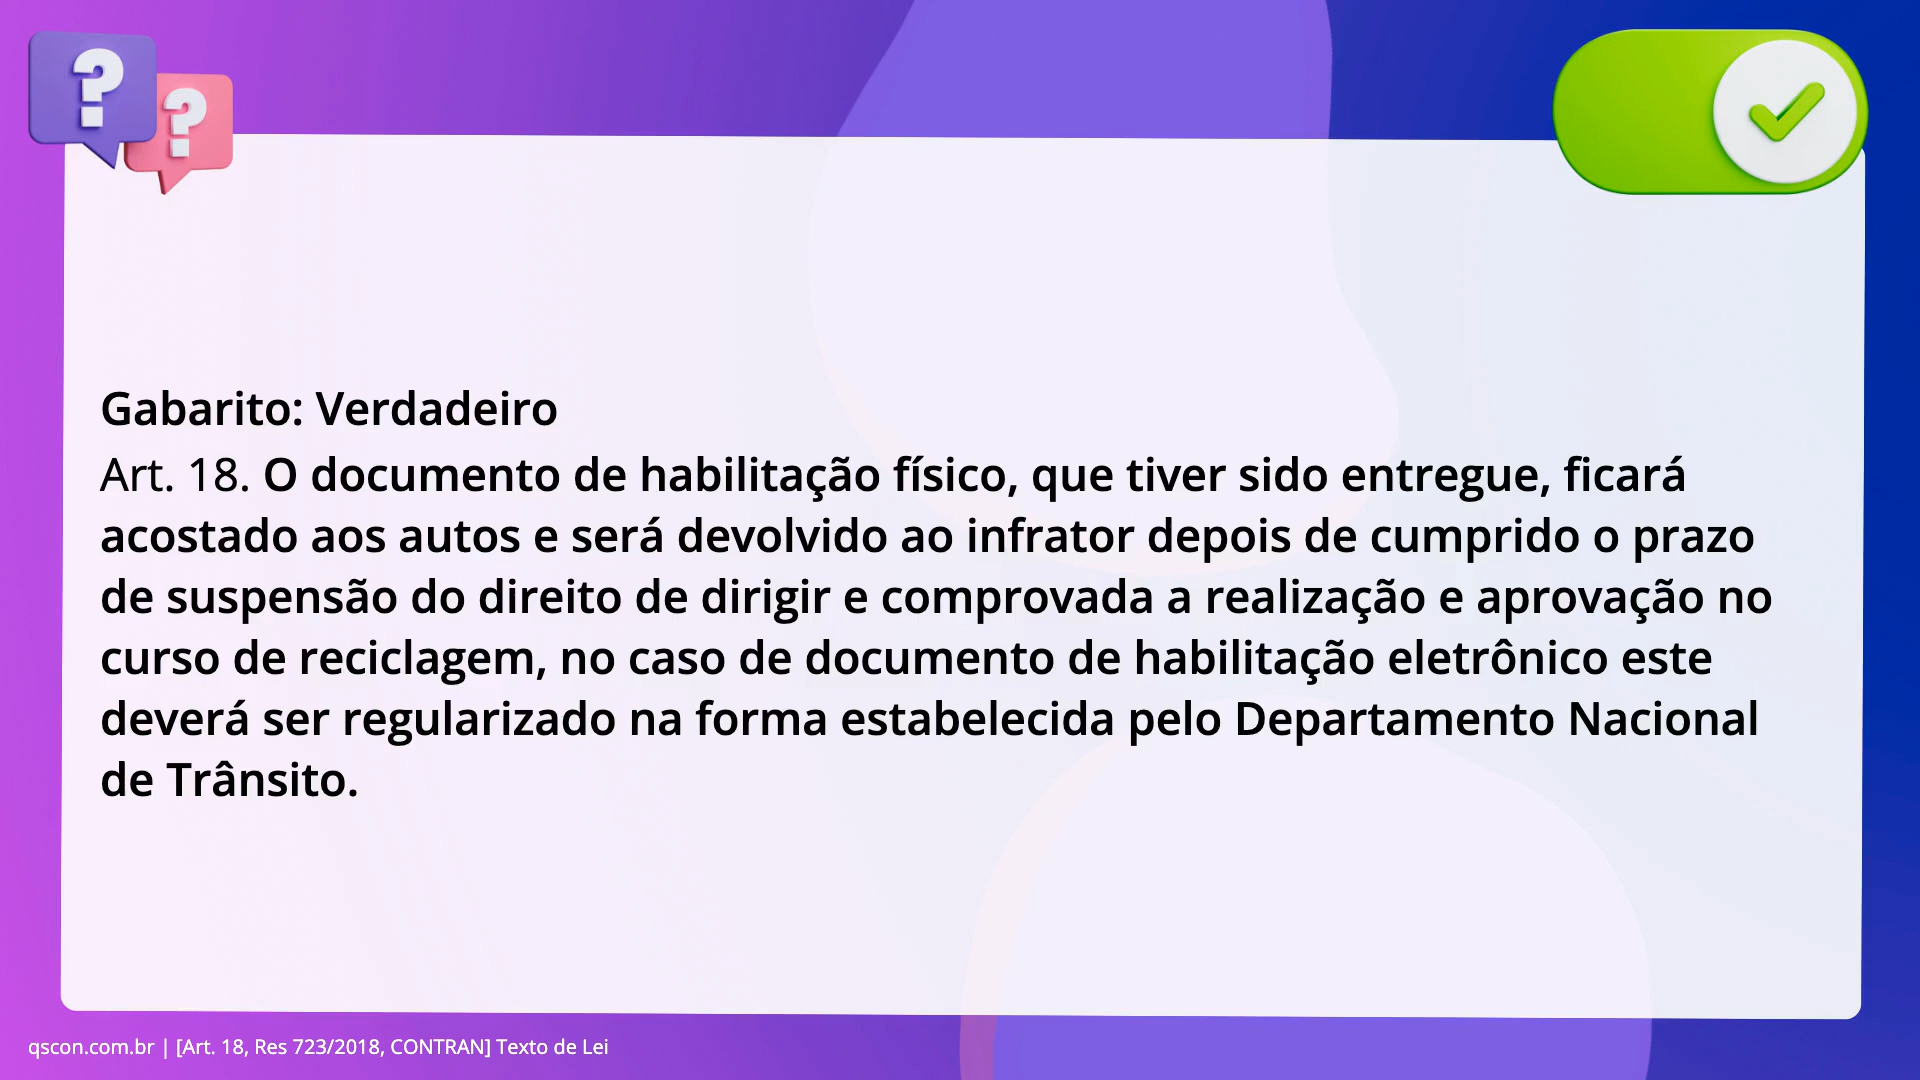 Gabarito: Verdadeiro
Art. 18. O documento de habilitação físico, que tiver sido entregue, ficará
acostado aos autos e será devolvido ao infrator depois de cumprido o prazo
de suspensão do direito de dirigir e comprovada a realização e aprovação no
curso de reciclagem, no caso de documento de habilitação eletrônico este
deverá ser regularizado na forma estabelecida pelo Departamento Nacional
de Trânsito.
qscon.com.br | [Art. 18, Res 723/2018, CONTRAN] Texto de Lei